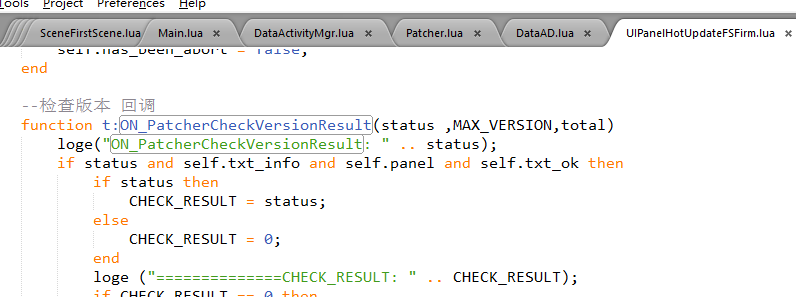 Tools Project Preferences Help
SceneFirstScene.lua Main.lua × DataActivityMgr.lua × Patcher.lua × DataAD.lua × UIPanelHotUpdateFSFirm.lua ×
self.has_been_abort = false;
end
--检查版本 回调
function t:ON_PatcherCheckVersionResult(status ,MAX_VERSION,total)
loge("ON_PatcherCheckVersionResult: " .. status);
if status and self.txt_info and self.panel and self.txt_ok then
if status then
CHECK_RESULT = status;
else
CHECK_RESULT = 0;
end
loge ("==============CHECK_RESULT: " .. CHECK_RESULT);
if CHECK_RESULT == 0 then